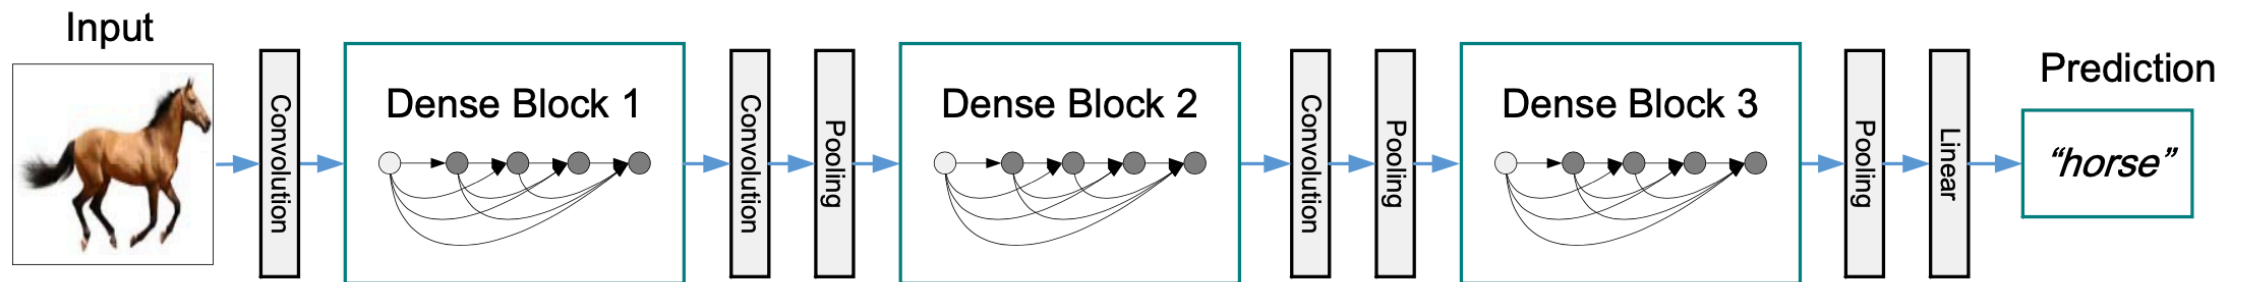 Input
Convolution
Dense Block 1
Convolution
Pooling
Dense Block 2
Convolution
Pooling
Dense Block 3
Pooling
Linear
Prediction
“horse”